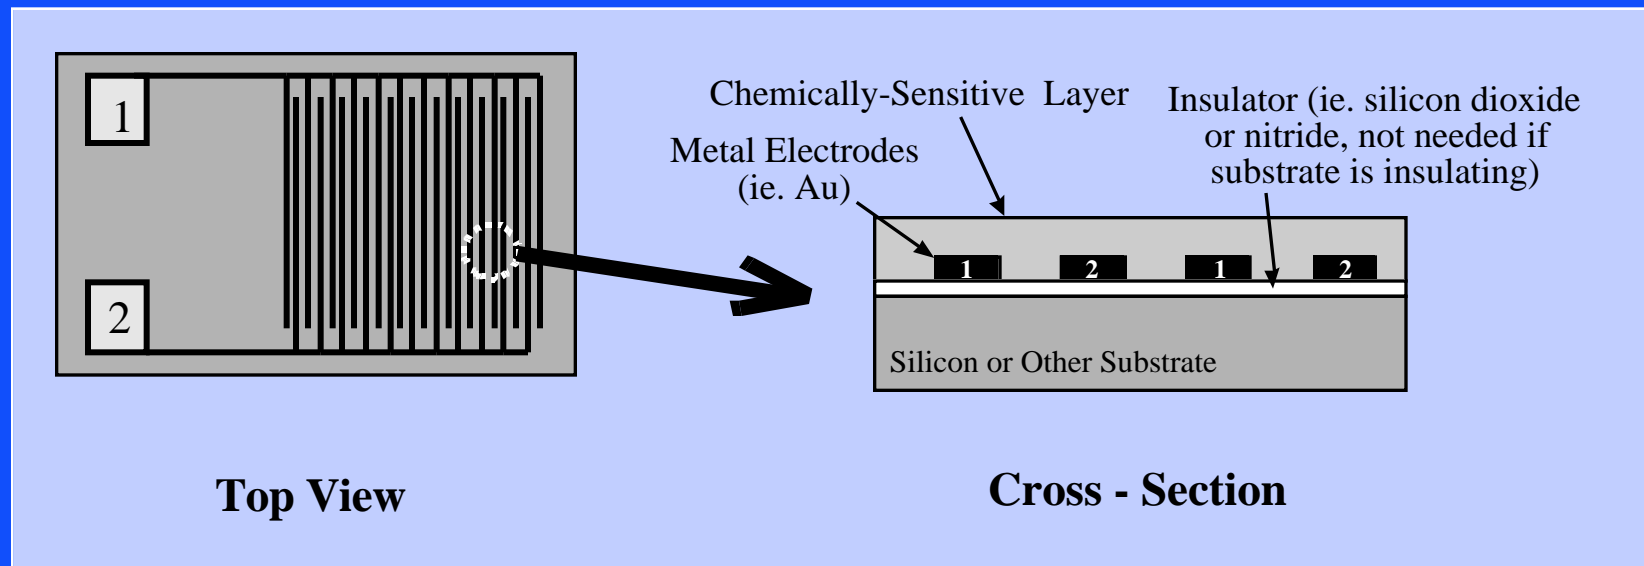 1
2
Top View
Chemically-Sensitive Layer
Metal Electrodes
(ie. Au)
Insulator (ie. silicon dioxide
or nitride, not needed if
substrate is insulating)
1 2 1 2
Silicon or Other Substrate
Cross - Section